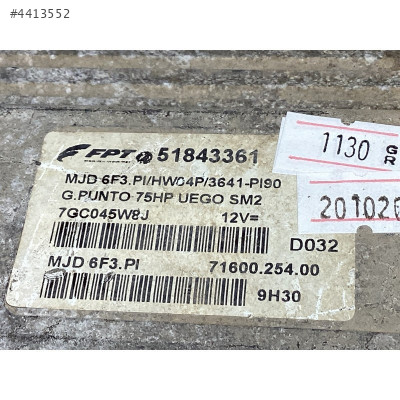 #4413552
FPT 51843361
MJD 6F3.PI/HW04P/3641-PI90
G.PUNTO 75HP UEGO SM2
7GC045W8J 12V=
D032
MJD 6F3.PI 71600.254.00
9H30
1130 GR
201020